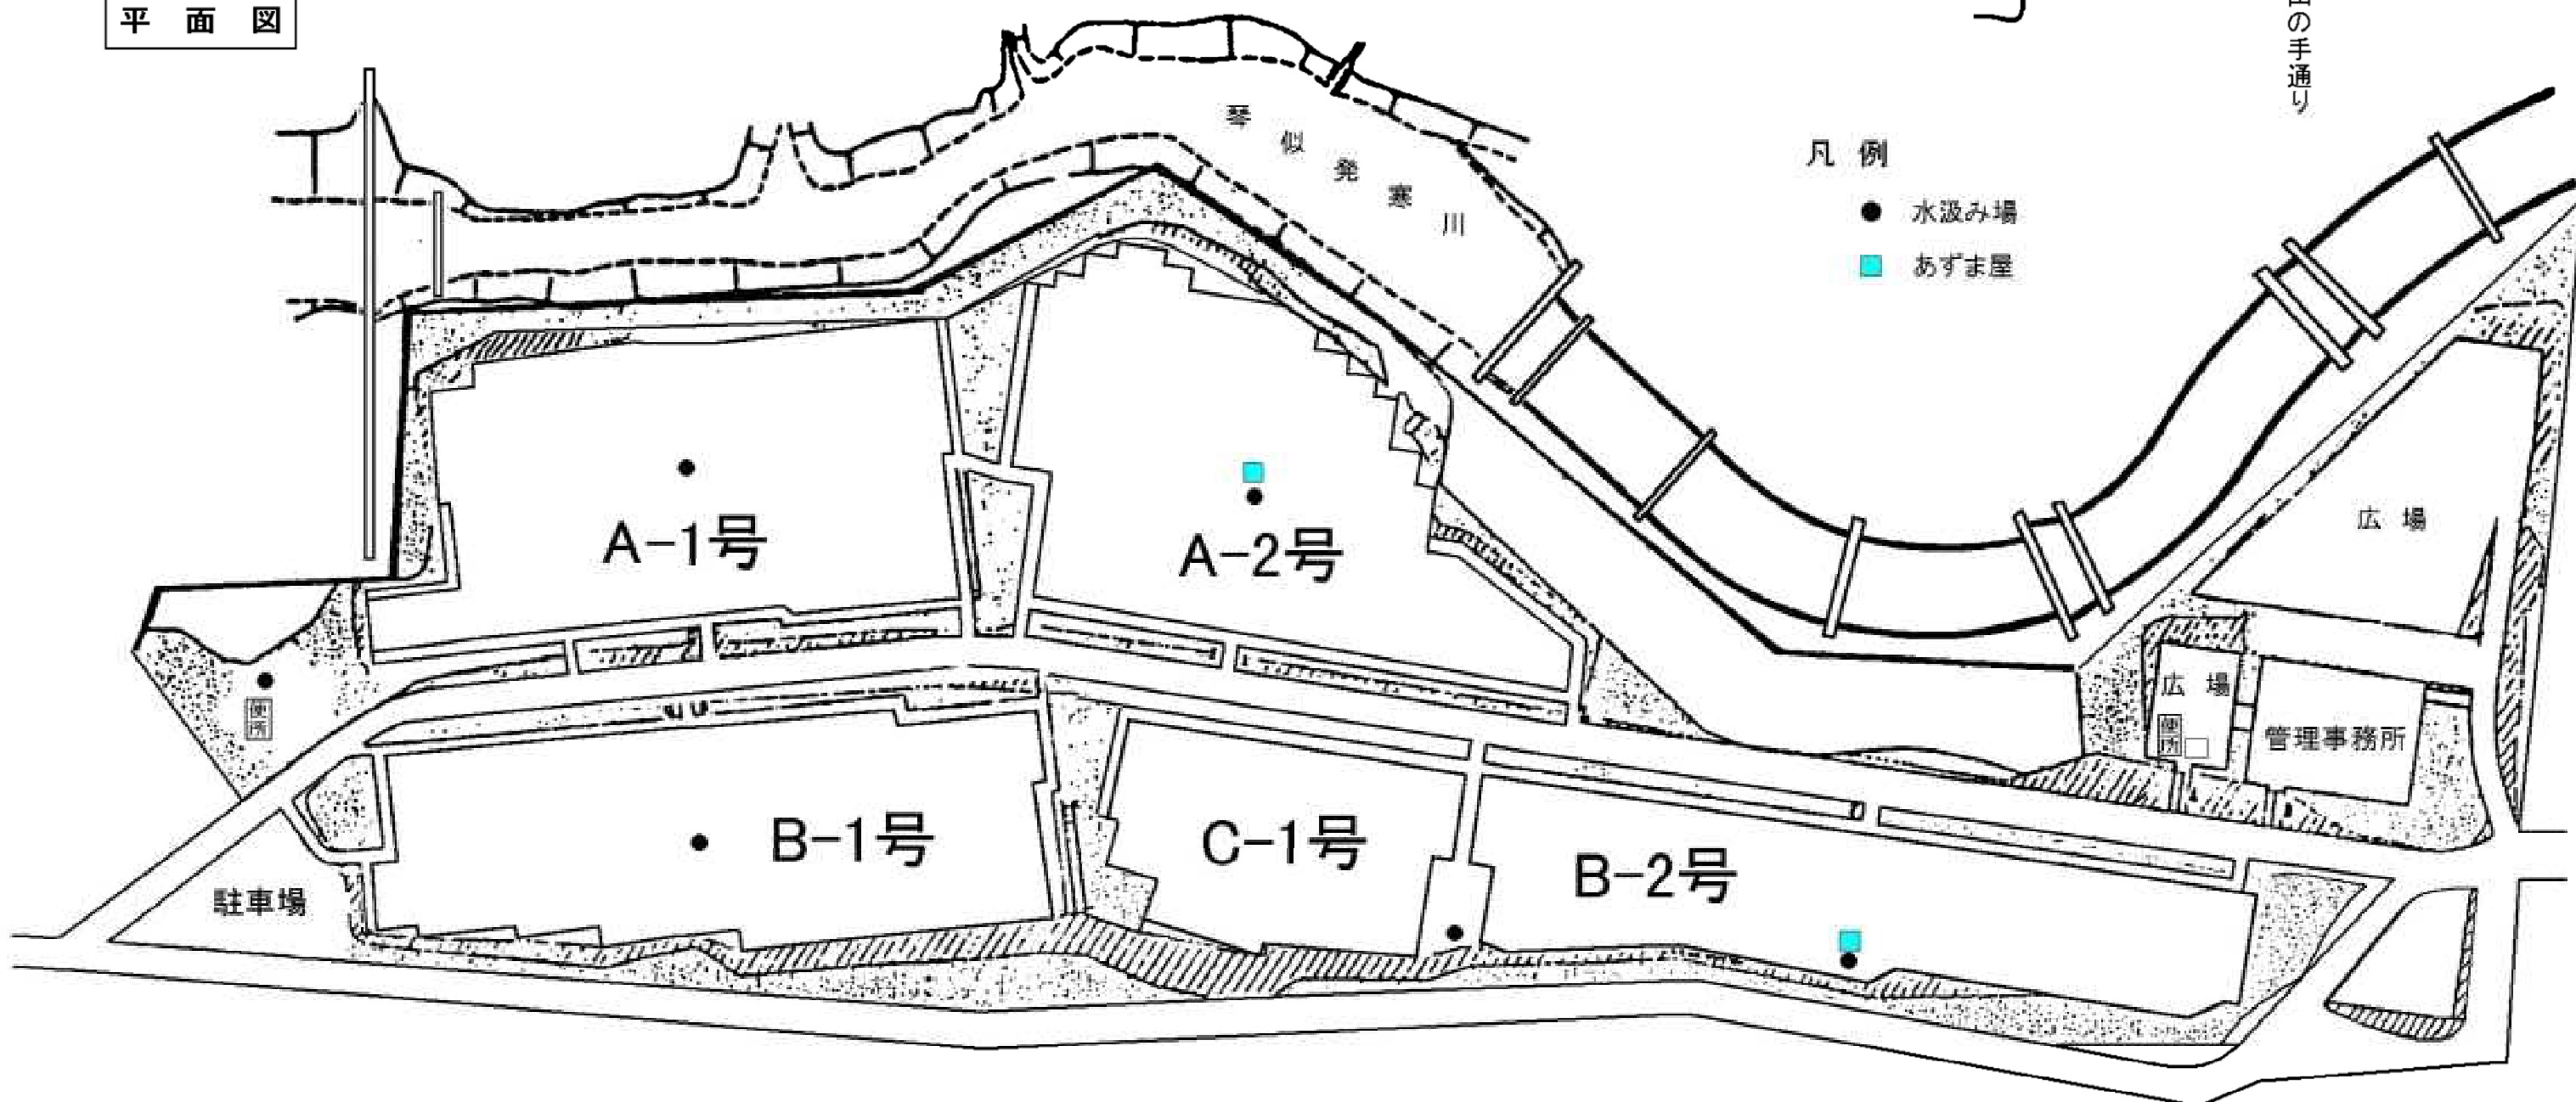 平面図
の手通り
琴似発寒川
凡例
水汲み場
あずま屋
A-1号
A-2号
広場
便所
広場
便所
管理事務所
B-1号
C-1号
B-2号
駐車場